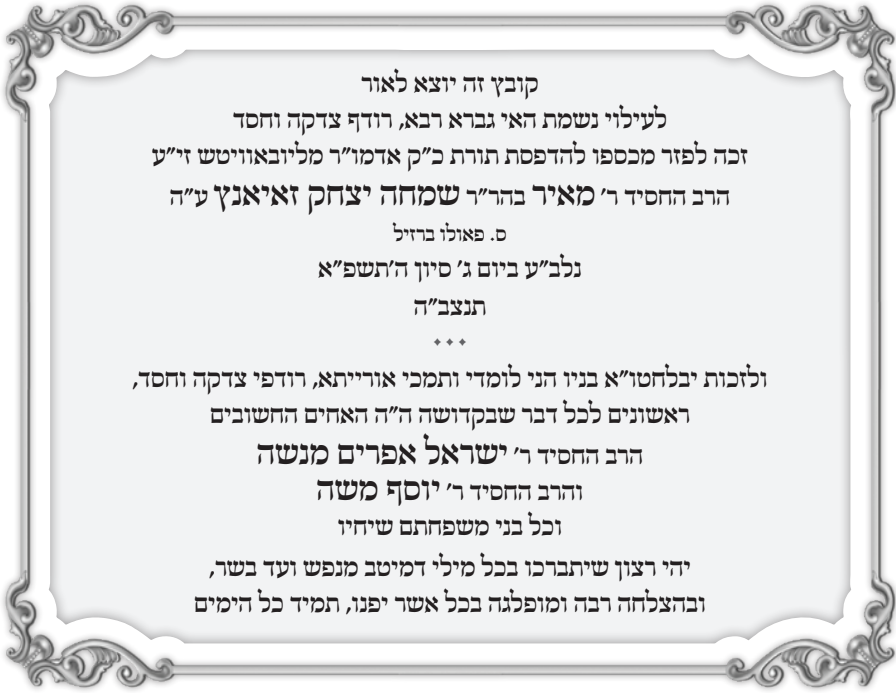 קובץ זה יוצא לאור
לעילוי נשמת האי גברא רבא, רודף צדקה וחסד
זכה לפזר מכספו להדפסת תורת כ"ק אדמו"ר מליובאוויטש זי"ע
הרב החסיד ר' מאיר בהר"ר שמחה יצחק זאיאנץ ע"ה
ס. פאולו ברזיל
נלב"ע ביום ג' סיון ה'תשפ"א
תנצב"ה
ולזכות יבלחטו"א בניו הני לומדי ותמכי אורייתא, רודפי צדקה וחסד,
ראשונים לכל דבר שבקדושה ה"ה האחים החשובים
הרב החסיד ר' ישראל אפרים מנשה
והרב החסיד ר' יוסף משה
וכל בני משפחתם שיחיו
יהי רצון שיתברכו בכל מילי דמיטב מנפש ועד בשר,
ובהצלחה רבה ומופלגה בכל אשר יפנו, תמיד כל הימים